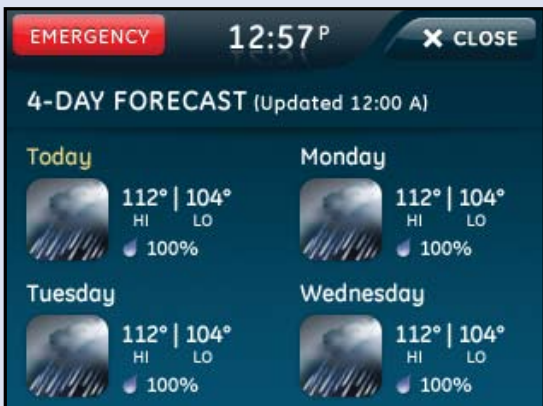 EMERGENCY 12:57 P X CLOSE
4-DAY FORECAST (Updated 12:00 A)
Today Monday
112° | 104° 112° | 104°
HI LO HI LO
100% 100%
Tuesday Wednesday
112° | 104° 112° | 104°
HI LO HI LO
100% 100%